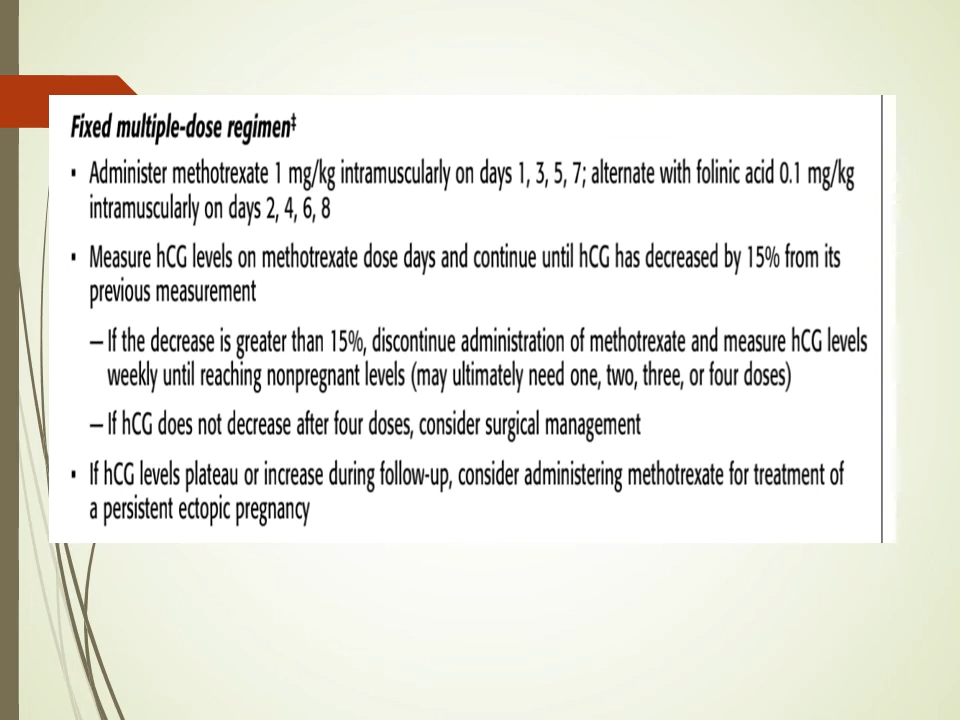 Fixed multiple-dose regimen‡
▪ Administer methotrexate 1 mg/kg intramuscularly on days 1, 3, 5, 7; alternate with folinic acid 0.1 mg/kg
intramuscularly on days 2, 4, 6, 8
▪ Measure hCG levels on methotrexate dose days and continue until hCG has decreased by 15% from its
previous measurement
– If the decrease is greater than 15%, discontinue administration of methotrexate and measure hCG levels
weekly until reaching nonpregnant levels (may ultimately need one, two, three, or four doses)
– If hCG does not decrease after four doses, consider surgical management
▪ If hCG levels plateau or increase during follow-up, consider administering methotrexate for treatment of
a persistent ectopic pregnancy